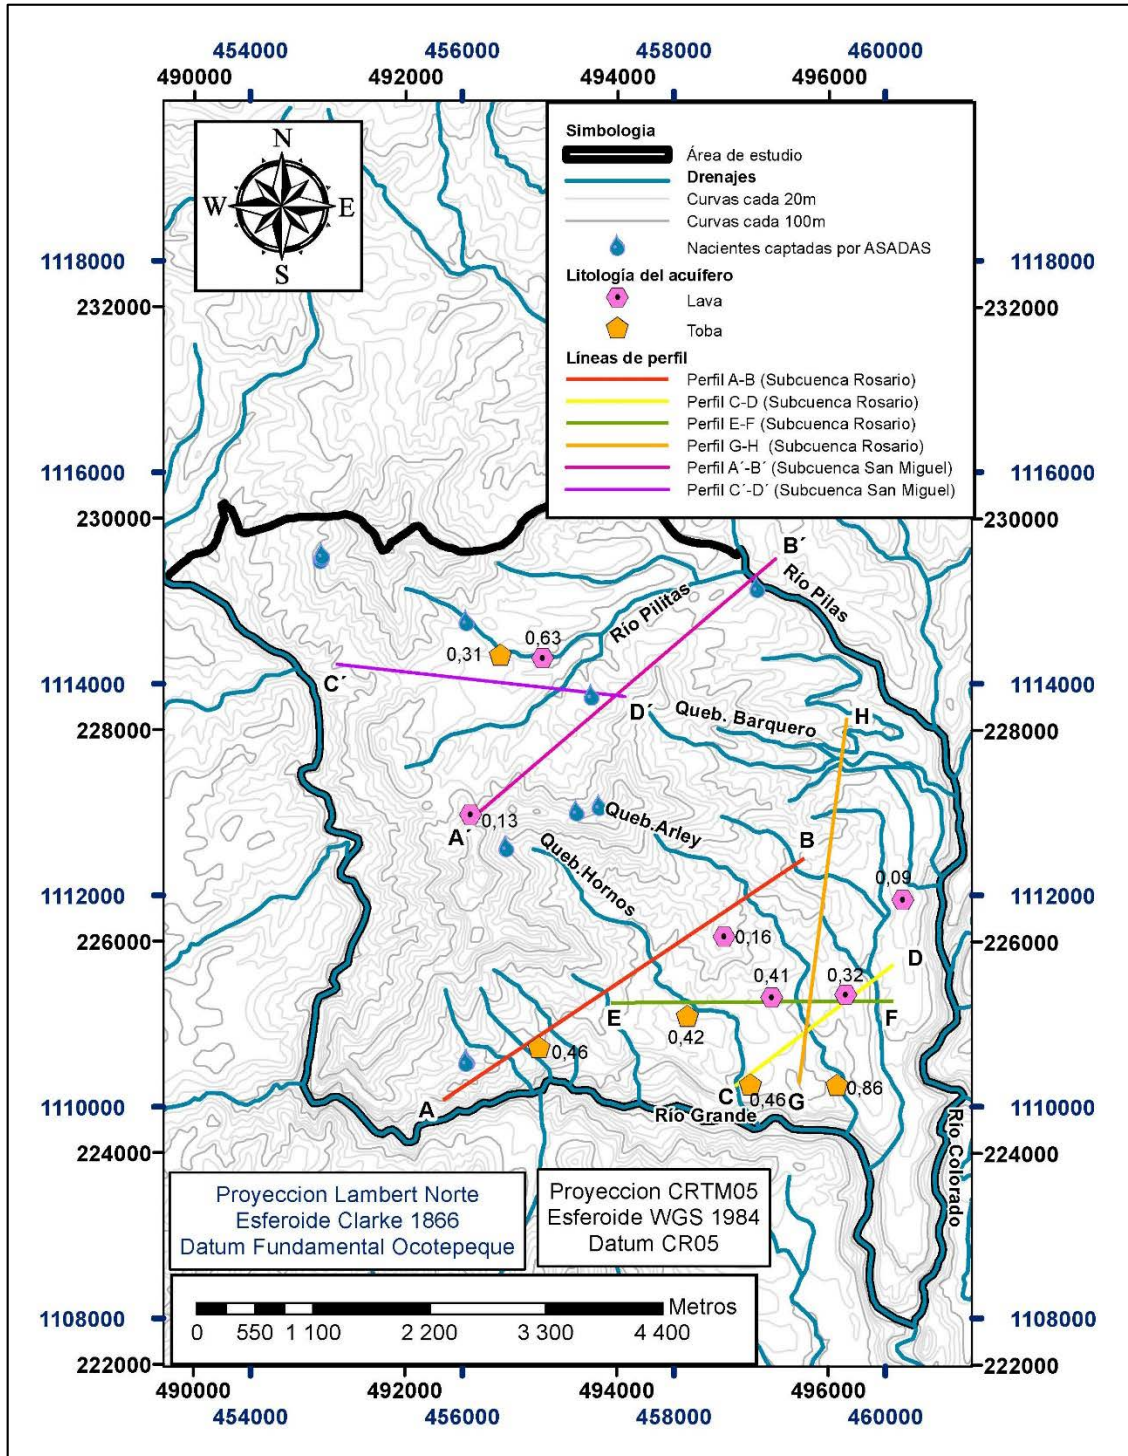 454000 456000 458000 460000
490000 492000 494000 496000
N
W E
S
Simbologia
Área de estudio
Drenajes
Curvas cada 20m
Curvas cada 100m
Nacientes captadas por ASADAS
Litología del acuífero
Lava
Toba
Líneas de perfil
Perfil A-B (Subcuenca Rosario)
Perfil C-D (Subcuenca Rosario)
Perfil E-F (Subcuenca Rosario)
Perfil G-H (Subcuenca Rosario)
Perfil A´-B´ (Subcuenca San Miguel)
Perfil C´-D´ (Subcuenca San Miguel)
1118000 1118000
232000 232000
1116000 1116000
230000 230000
B´
Río Pilas
Río Pilitas
0,63
0,31
1114000 1114000
C´
D´
H
Queb. Barquero
228000 228000
A´
0,13
Queb.Arley
Queb.Hornos
B
0,09
1112000 1112000
0,16
226000 226000
D
0,41
0,32
E
F
0,42
0,46
A
C
0,46
G
0,86
1110000 1110000
Río Grande
Río Colorado
224000 224000
Proyeccion Lambert Norte
Esferoide Clarke 1866
Datum Fundamental Ocotepeque
Proyeccion CRTM05
Esferoide WGS 1984
Datum CR05
Metros
0 550 1 100 2 200 3 300 4 400
1108000 1108000
222000 222000
490000 492000 494000 496000
454000 456000 458000 460000